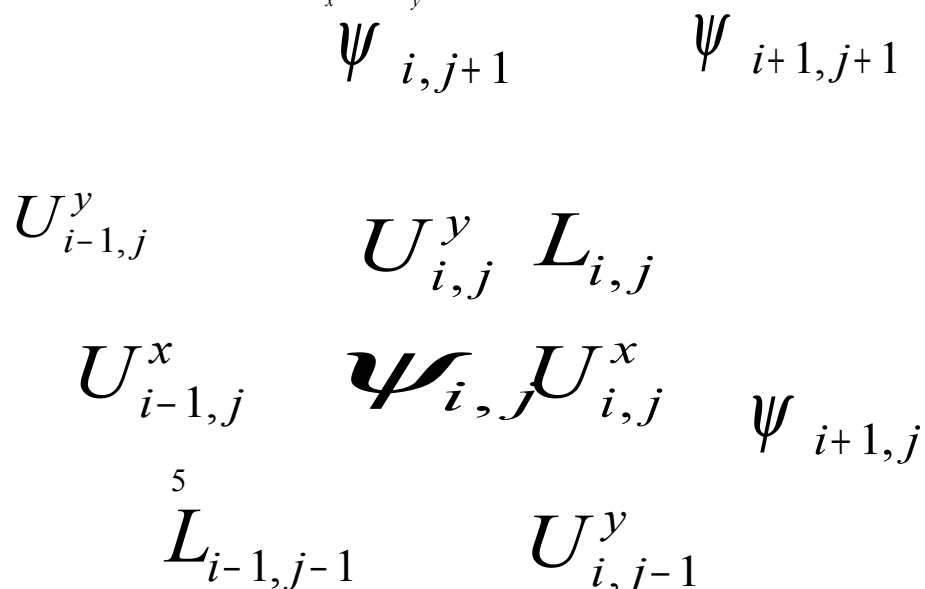 x y
ψ i,j+1 ψ i+1,j+1
U^y_{i-1,j} U^y_{i,j} L_{i,j}
U^x_{i-1,j} ψ_{i,j} U^x_{i,j} ψ i+1,j
5
L_{i-1,j-1} U^y_{i,j-1}